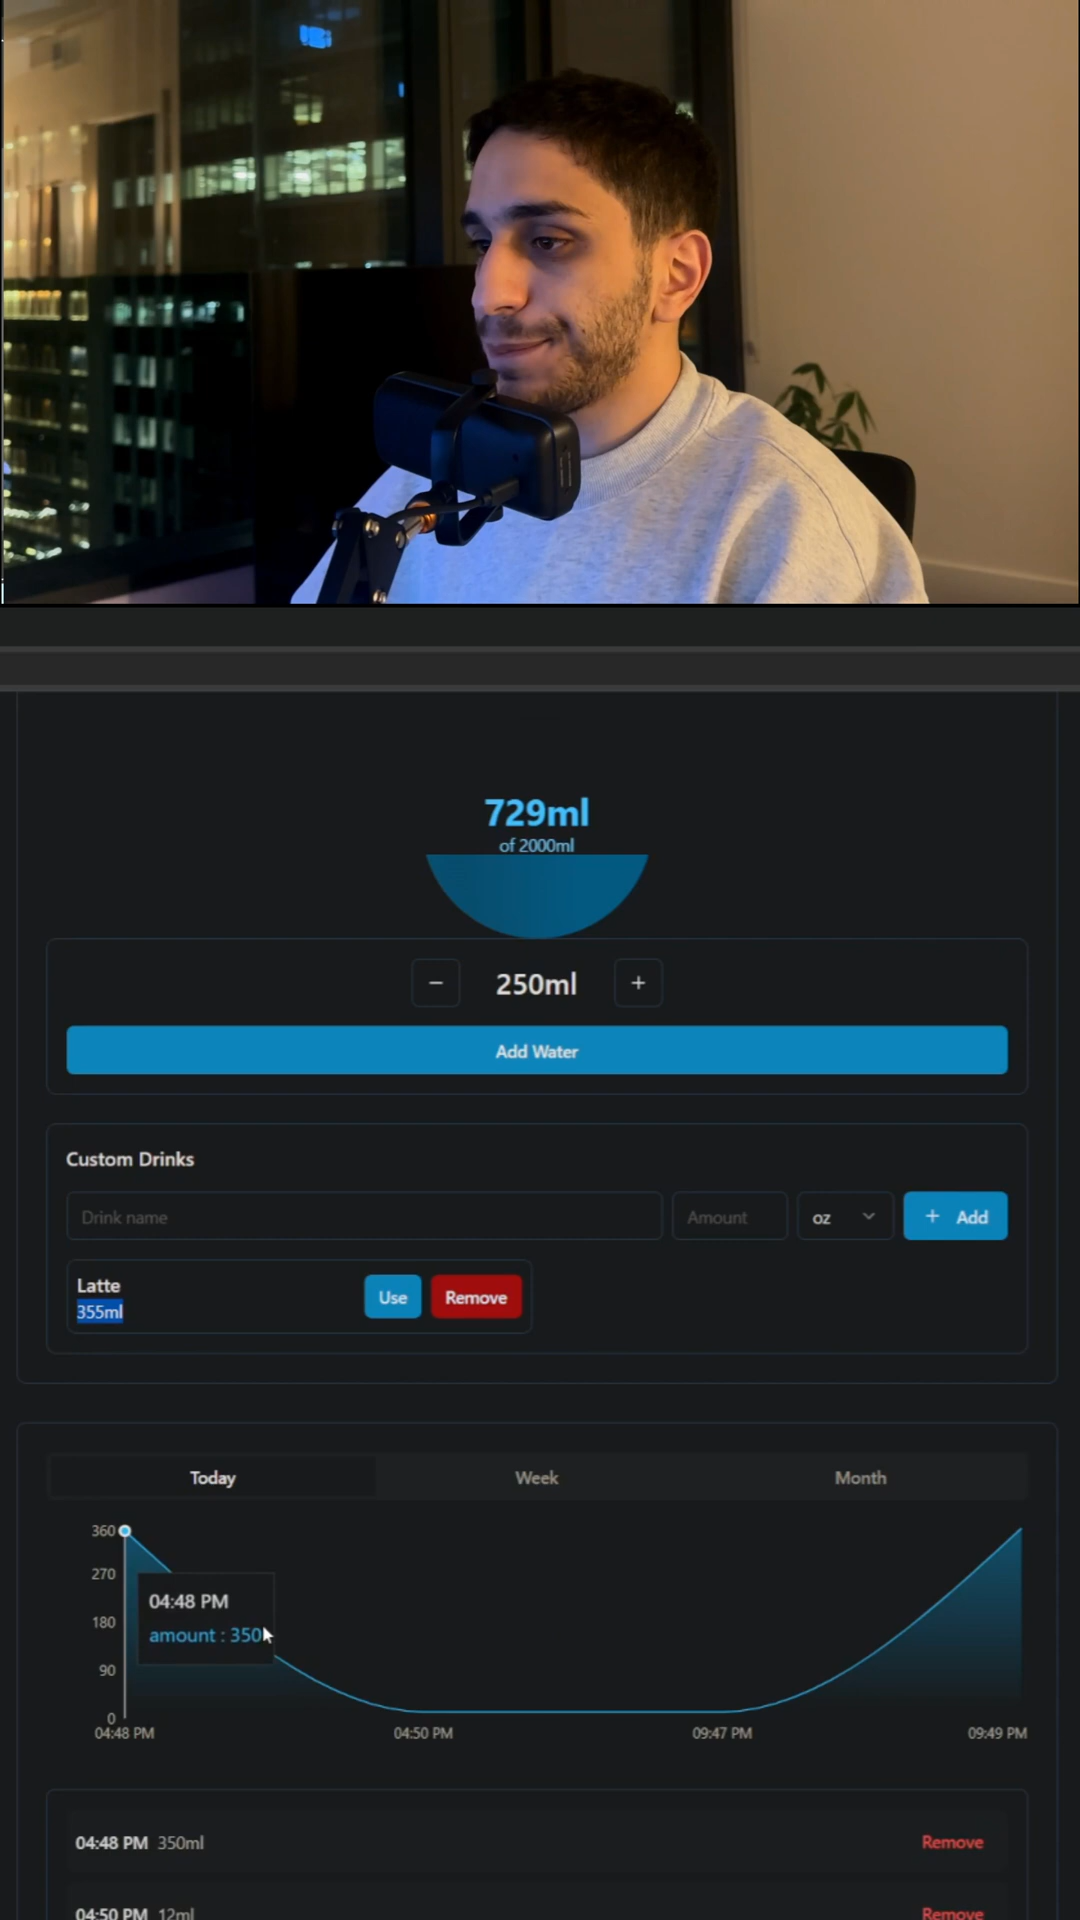 729ml
of 2000ml
− 250ml +
Add Water
Custom Drinks
Drink name Amount oz + Add
Latte
355ml
Use Remove
Today Week Month
360
270
180
90
0
04:48 PM
amount : 350
04:48 PM 04:50 PM 09:47 PM 09:49 PM
04:48 PM 350ml Remove
04:50 PM 12ml Remove